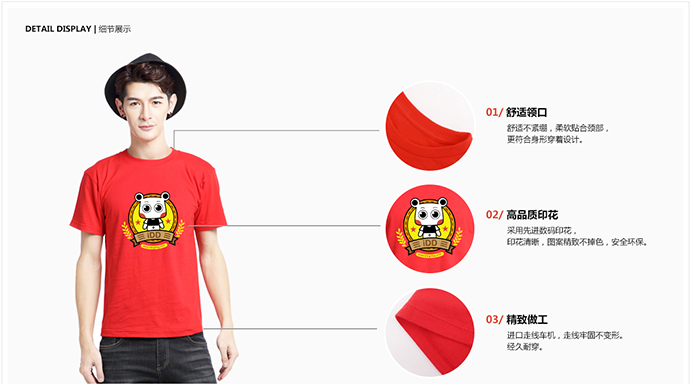 DETAIL DISPLAY | 细节展示
01/ 舒适领口
舒适不紧绷，柔软贴合颈部，
更符合身形穿着设计。
02/ 高品质印花
采用先进数码印花，
印花清晰，图案精致不掉色，安全环保。
03/ 精致做工
进口走线车机，走线牢固不变形。
经久耐穿。
iDD
iDD